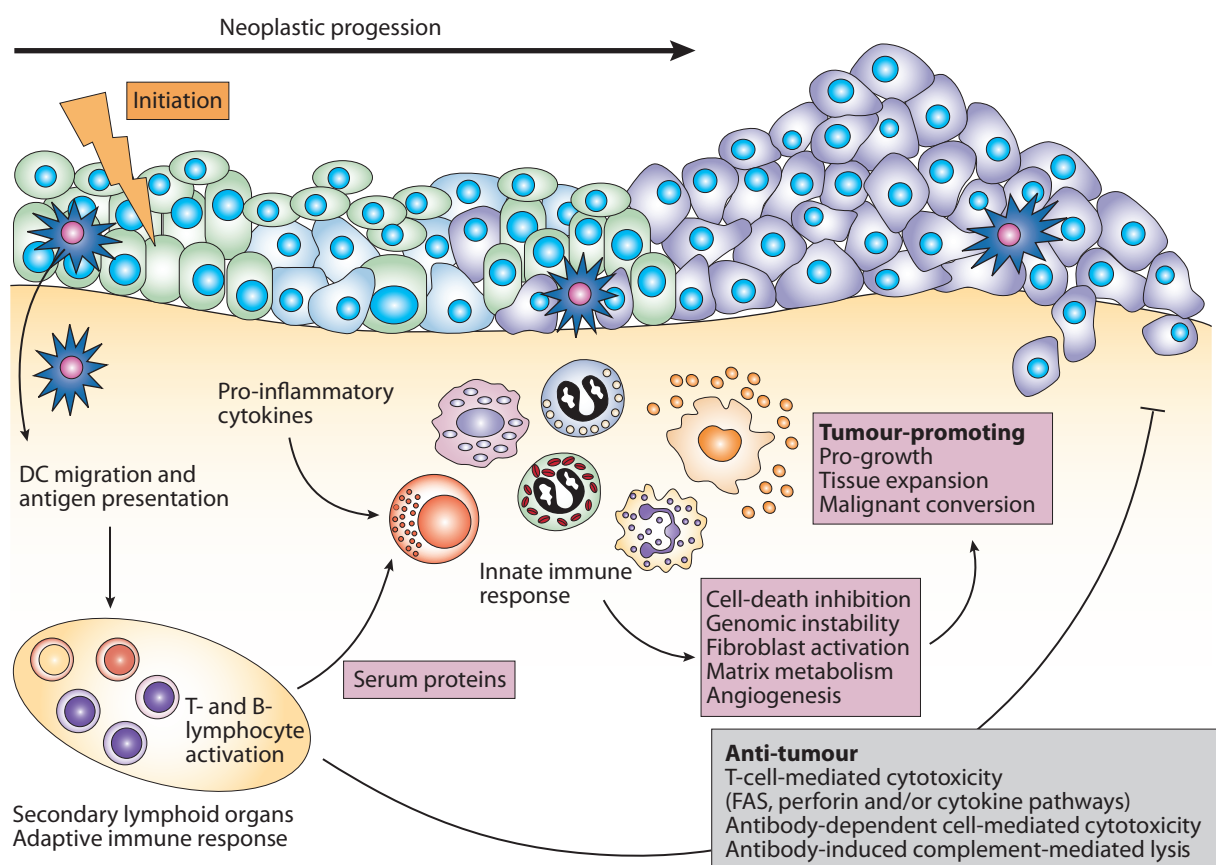 Neoplastic progession
Initiation
Pro-inflammatory
cytokines
DC migration and
antigen presentation
Tumour-promoting
Pro-growth
Tissue expansion
Malignant conversion
Innate immune
response
Cell-death inhibition
Genomic instability
Fibroblast activation
Matrix metabolism
Angiogenesis
Serum proteins
T- and B-
lymphocyte
activation
Secondary lymphoid organs
Adaptive immune response
Anti-tumour
T-cell-mediated cytotoxicity
(FAS, perforin and/or cytokine pathways)
Antibody-dependent cell-mediated cytotoxicity
Antibody-induced complement-mediated lysis